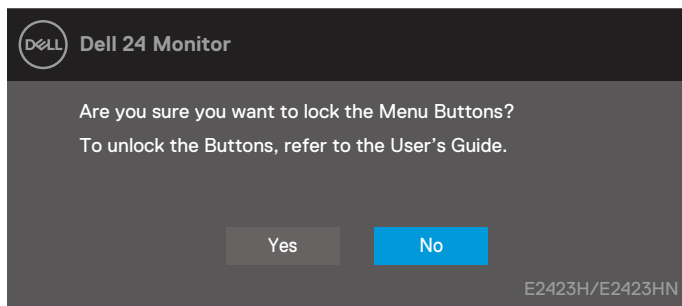 DELL Dell 24 Monitor
Are you sure you want to lock the Menu Buttons?
To unlock the Buttons, refer to the User's Guide.
Yes No
E2423H/E2423HN